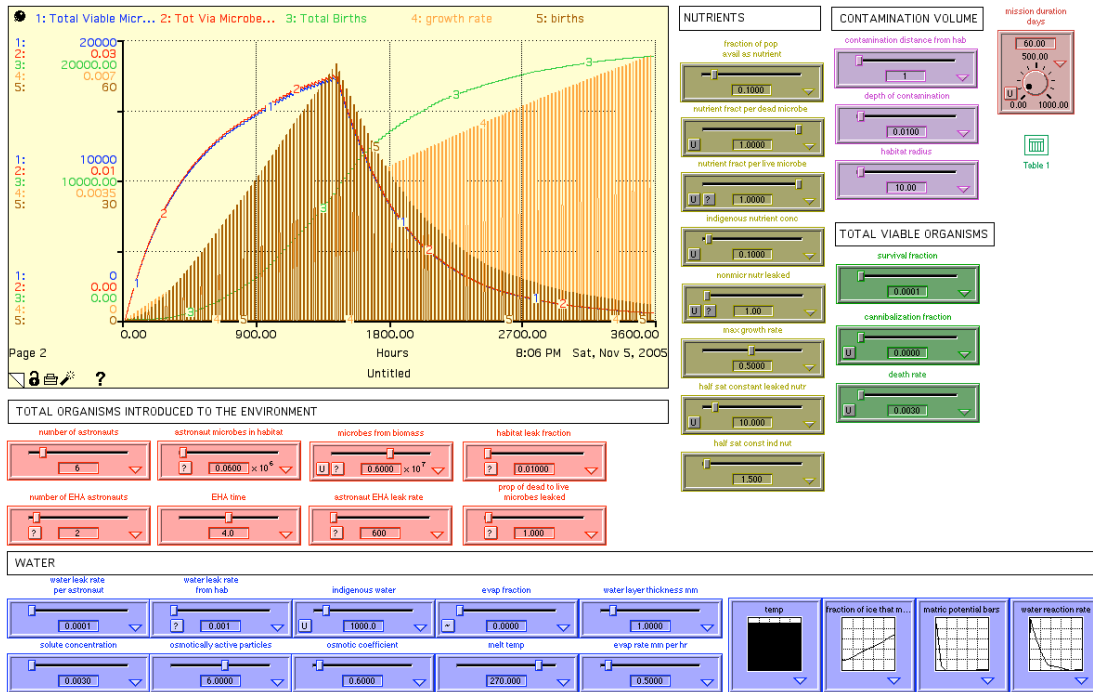 1: Total Viable Micr... 2: Tot Via Microbe... 3: Total Births 4: growth rate 5: births
1: 20000
2: 0.03
3: 20000.00
4: 0.007
5: 60
1: 10000
2: 0.01
3: 10000.00
4: 0.0035
5: 30
1: 0
2: 0.00
3: 0.00
4: 0
5: 0
0.00 900.00 1800.00 2700.00 3600.00
Page 2 Hours 8:06 PM Sat, Nov 5, 2005
Untitled
?
NUTRIENTS
fraction of pop
avail as nutrient
0.1000
nutrient fract per dead microbe
U 1.0000
nutrient fract per live microbe
U ? 1.0000
indigenous nutrient conc
U 0.1000
nonmicr nutr leaked
U ? 1.00
max growth rate
0.5000
half sat constant leaked nutr
U 10.000
half sat const ind nut
1.500
CONTAMINATION VOLUME
contamination distance from hab
1
depth of contamination
0.0100
habitat radius
10.00
mission duration
days
60.00
500.00
U
0.00 1000.00
Table 1
TOTAL VIABLE ORGANISMS
survival fraction
0.0001
cannibalization fraction
U 0.0000
death rate
U 0.0030
TOTAL ORGANISMS INTRODUCED TO THE ENVIRONMENT
number of astronauts astronaut microbes in habitat microbes from biomass habitat leak fraction
6 ? 0.0600 × 10^6 U ? 0.6000 × 10^7 ? 0.01000
number of EHA astronauts EHA time astronaut EHA leak rate prop of dead to live
microbes leaked
? 2 4.0 ? 600 ? 1.000
WATER
water leak rate
per astronaut
0.0001
water leak rate
from hab
? 0.001
indigenous water
U 1000.0
evap fraction
~ 0.0000
water layer thickness mm
1.0000
solute concentration
0.0030
osmotically active particles
6.0000
osmotic coefficient
0.6000
melt temp
270.000
evap rate mm per hr
0.5000
temp
fraction of ice that m...
matric potential bars
water reaction rate